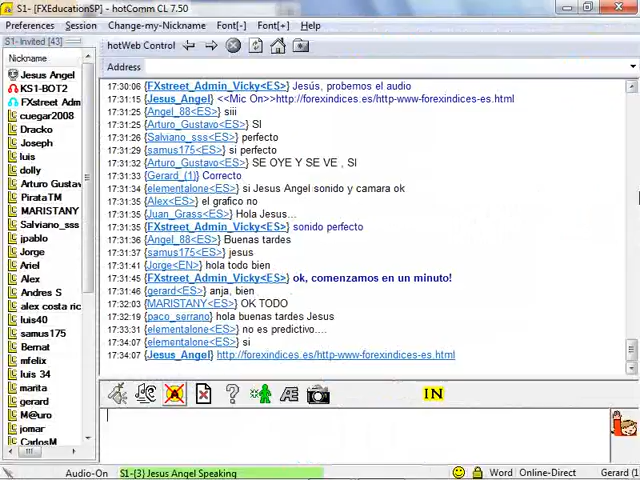 S1- [FXEducationSP] - hotComm CL 7.50
Preferences Session Change-my-Nickname Font[-] Font[+] Help
S1-Invited [43]
hotWeb Control
Nickname
Address
Jesus Angel
KS1-BOT2
FXstreet Adm
cuegar2008
Dracko
Joseph
luis
dolly
Arturo Gustav
PirataTM
MARISTANY
Salviano_sss
jpablo
Jorge
Ariel
Alex
Andres S
alex costa ric
luis40
samus175
Bernat
mfelix
luis 34
marita
gerard
M@uro
jomar
CarlosM
17:30:06 {FXstreet_Admin_Vicky<ES>} Jesús, probemos el audio
17:31:15 {Jesus_Angel} <<Mic On>>http://forexindices.es/http-www-forexindices-es.html
17:31:25 {Angel_88<ES>} siii
17:31:25 {Arturo_Gustavo<ES>} SI
17:31:26 {Salviano_sss<ES>} perfecto
17:31:29 {samus175<ES>} si perfecto
17:31:32 {Arturo_Gustavo<ES>} SE OYE Y SE VE , SI
17:31:33 {Gerard_(1)} Correcto
17:31:34 {elementalone<ES>} si Jesus Angel sonido y camara ok
17:31:35 {Alex<ES>} el grafico no
17:31:35 {Juan_Grass<ES>} Hola Jesus...
17:31:35 {FXstreet_Admin_Vicky<ES>} sonido perfecto
17:31:36 {Angel_88<ES>} Buenas tardes
17:31:37 {samus175<ES>} jesus
17:31:41 {Jorge<EN>} hola todo bien
17:31:45 {FXstreet_Admin_Vicky<ES>} ok, comenzamos en un minuto!
17:31:46 {gerard<ES>} anja, bien
17:32:03 {MARISTANY<ES>} OK TODO
17:32:19 {paco_serrano} hola buenas tardes Jesus
17:33:31 {elementalone<ES>} no es predictivo....
17:34:07 {elementalone<ES>} si
17:34:07 {Jesus_Angel} http://forexindices.es/http-www-forexindices-es.html
IN
Audio-On S1-{3} Jesus Angel Speaking Word Online-Direct Gerard (1